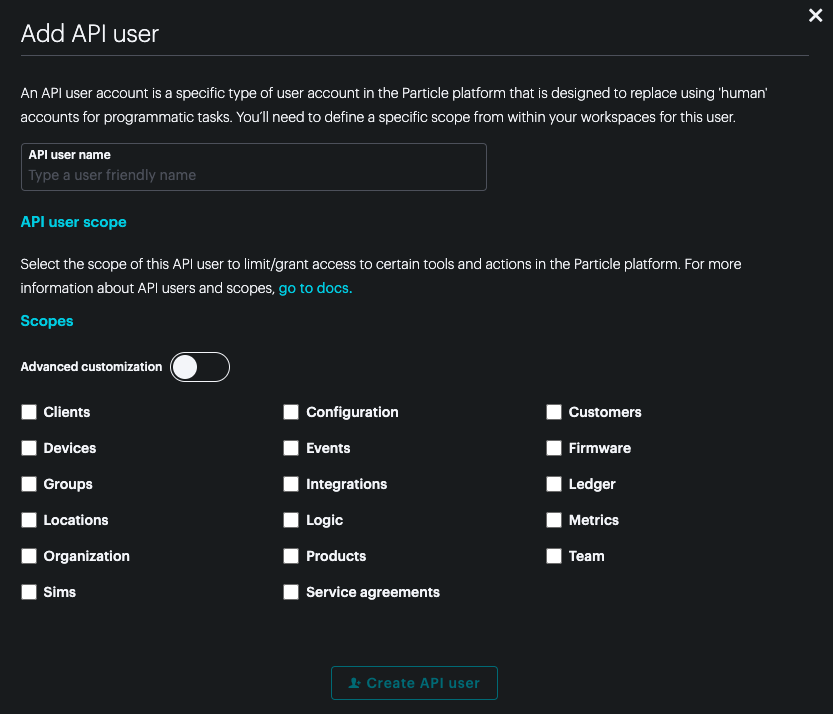 Add API user
An API user account is a specific type of user account in the Particle platform that is designed to replace using 'human'
accounts for programmatic tasks. You’ll need to define a specific scope from within your workspaces for this user.
API user name
Type a user friendly name
API user scope
Select the scope of this API user to limit/grant access to certain tools and actions in the Particle platform. For more
information about API users and scopes, go to docs.
Scopes
Advanced customization
Clients Configuration Customers
Devices Events Firmware
Groups Integrations Ledger
Locations Logic Metrics
Organization Products Team
Sims Service agreements
Create API user